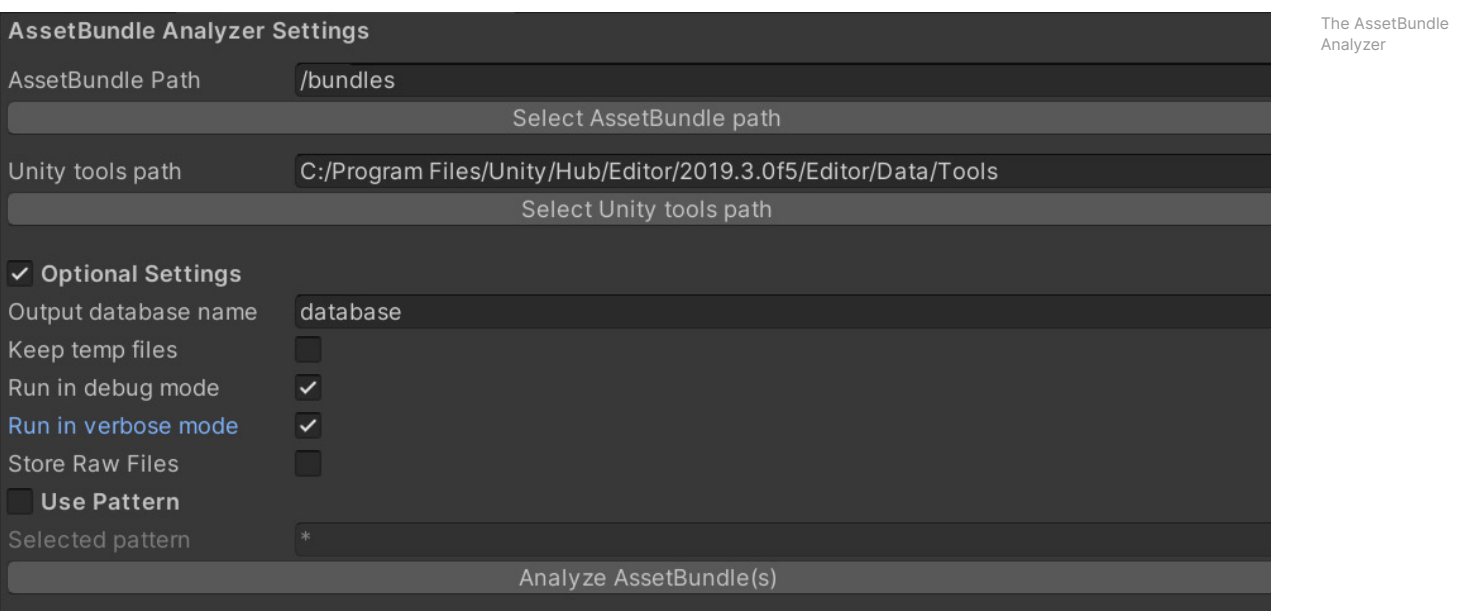 AssetBundle Analyzer Settings
AssetBundle Path /bundles
Select AssetBundle path
Unity tools path C:/Program Files/Unity/Hub/Editor/2019.3.0f5/Editor/Data/Tools
Select Unity tools path
Optional Settings
Output database name database
Keep temp files
Run in debug mode
Run in verbose mode
Store Raw Files
Use Pattern
Selected pattern *
Analyze AssetBundle(s)
The AssetBundle
Analyzer